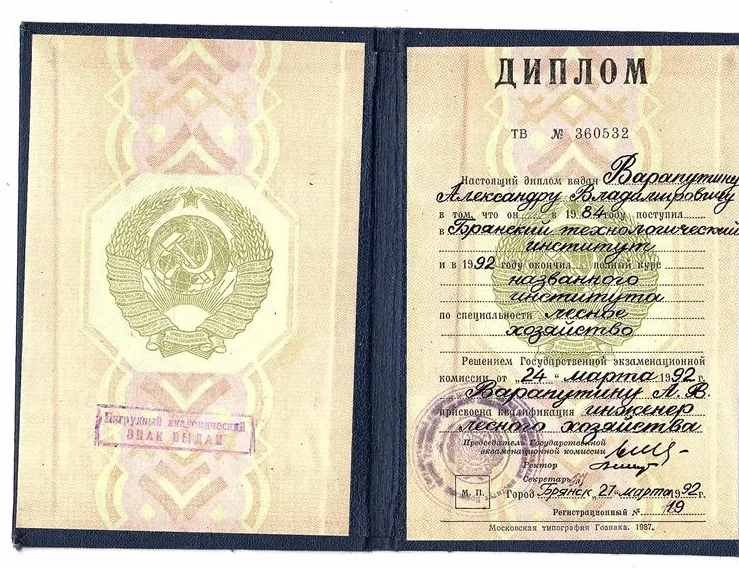 Нагрудный академический
ЗНАК ВЫДАН
ДИПЛОМ
ТВ № 360532
Настоящий диплом выдан Варапутину
Александру Владимировичу
в том, что он в 1984 году поступил
в Брянский технологический
институт
и в 1992 году окончил полный курс
названного
института
по специальности лесное
хозяйство
Решением Государственной экзаменационной
комиссии от „24“ марта 1992 г.
Варапутину А. В.
присвоена квалификация инженер
лесного хозяйства
Председатель Государственной
экзаменационной комиссии
Ректор
Секретарь
М. П. Город Брянск, 27 марта 1992 г.
Регистрационный № 19
Московская типография Гознака. 1987.